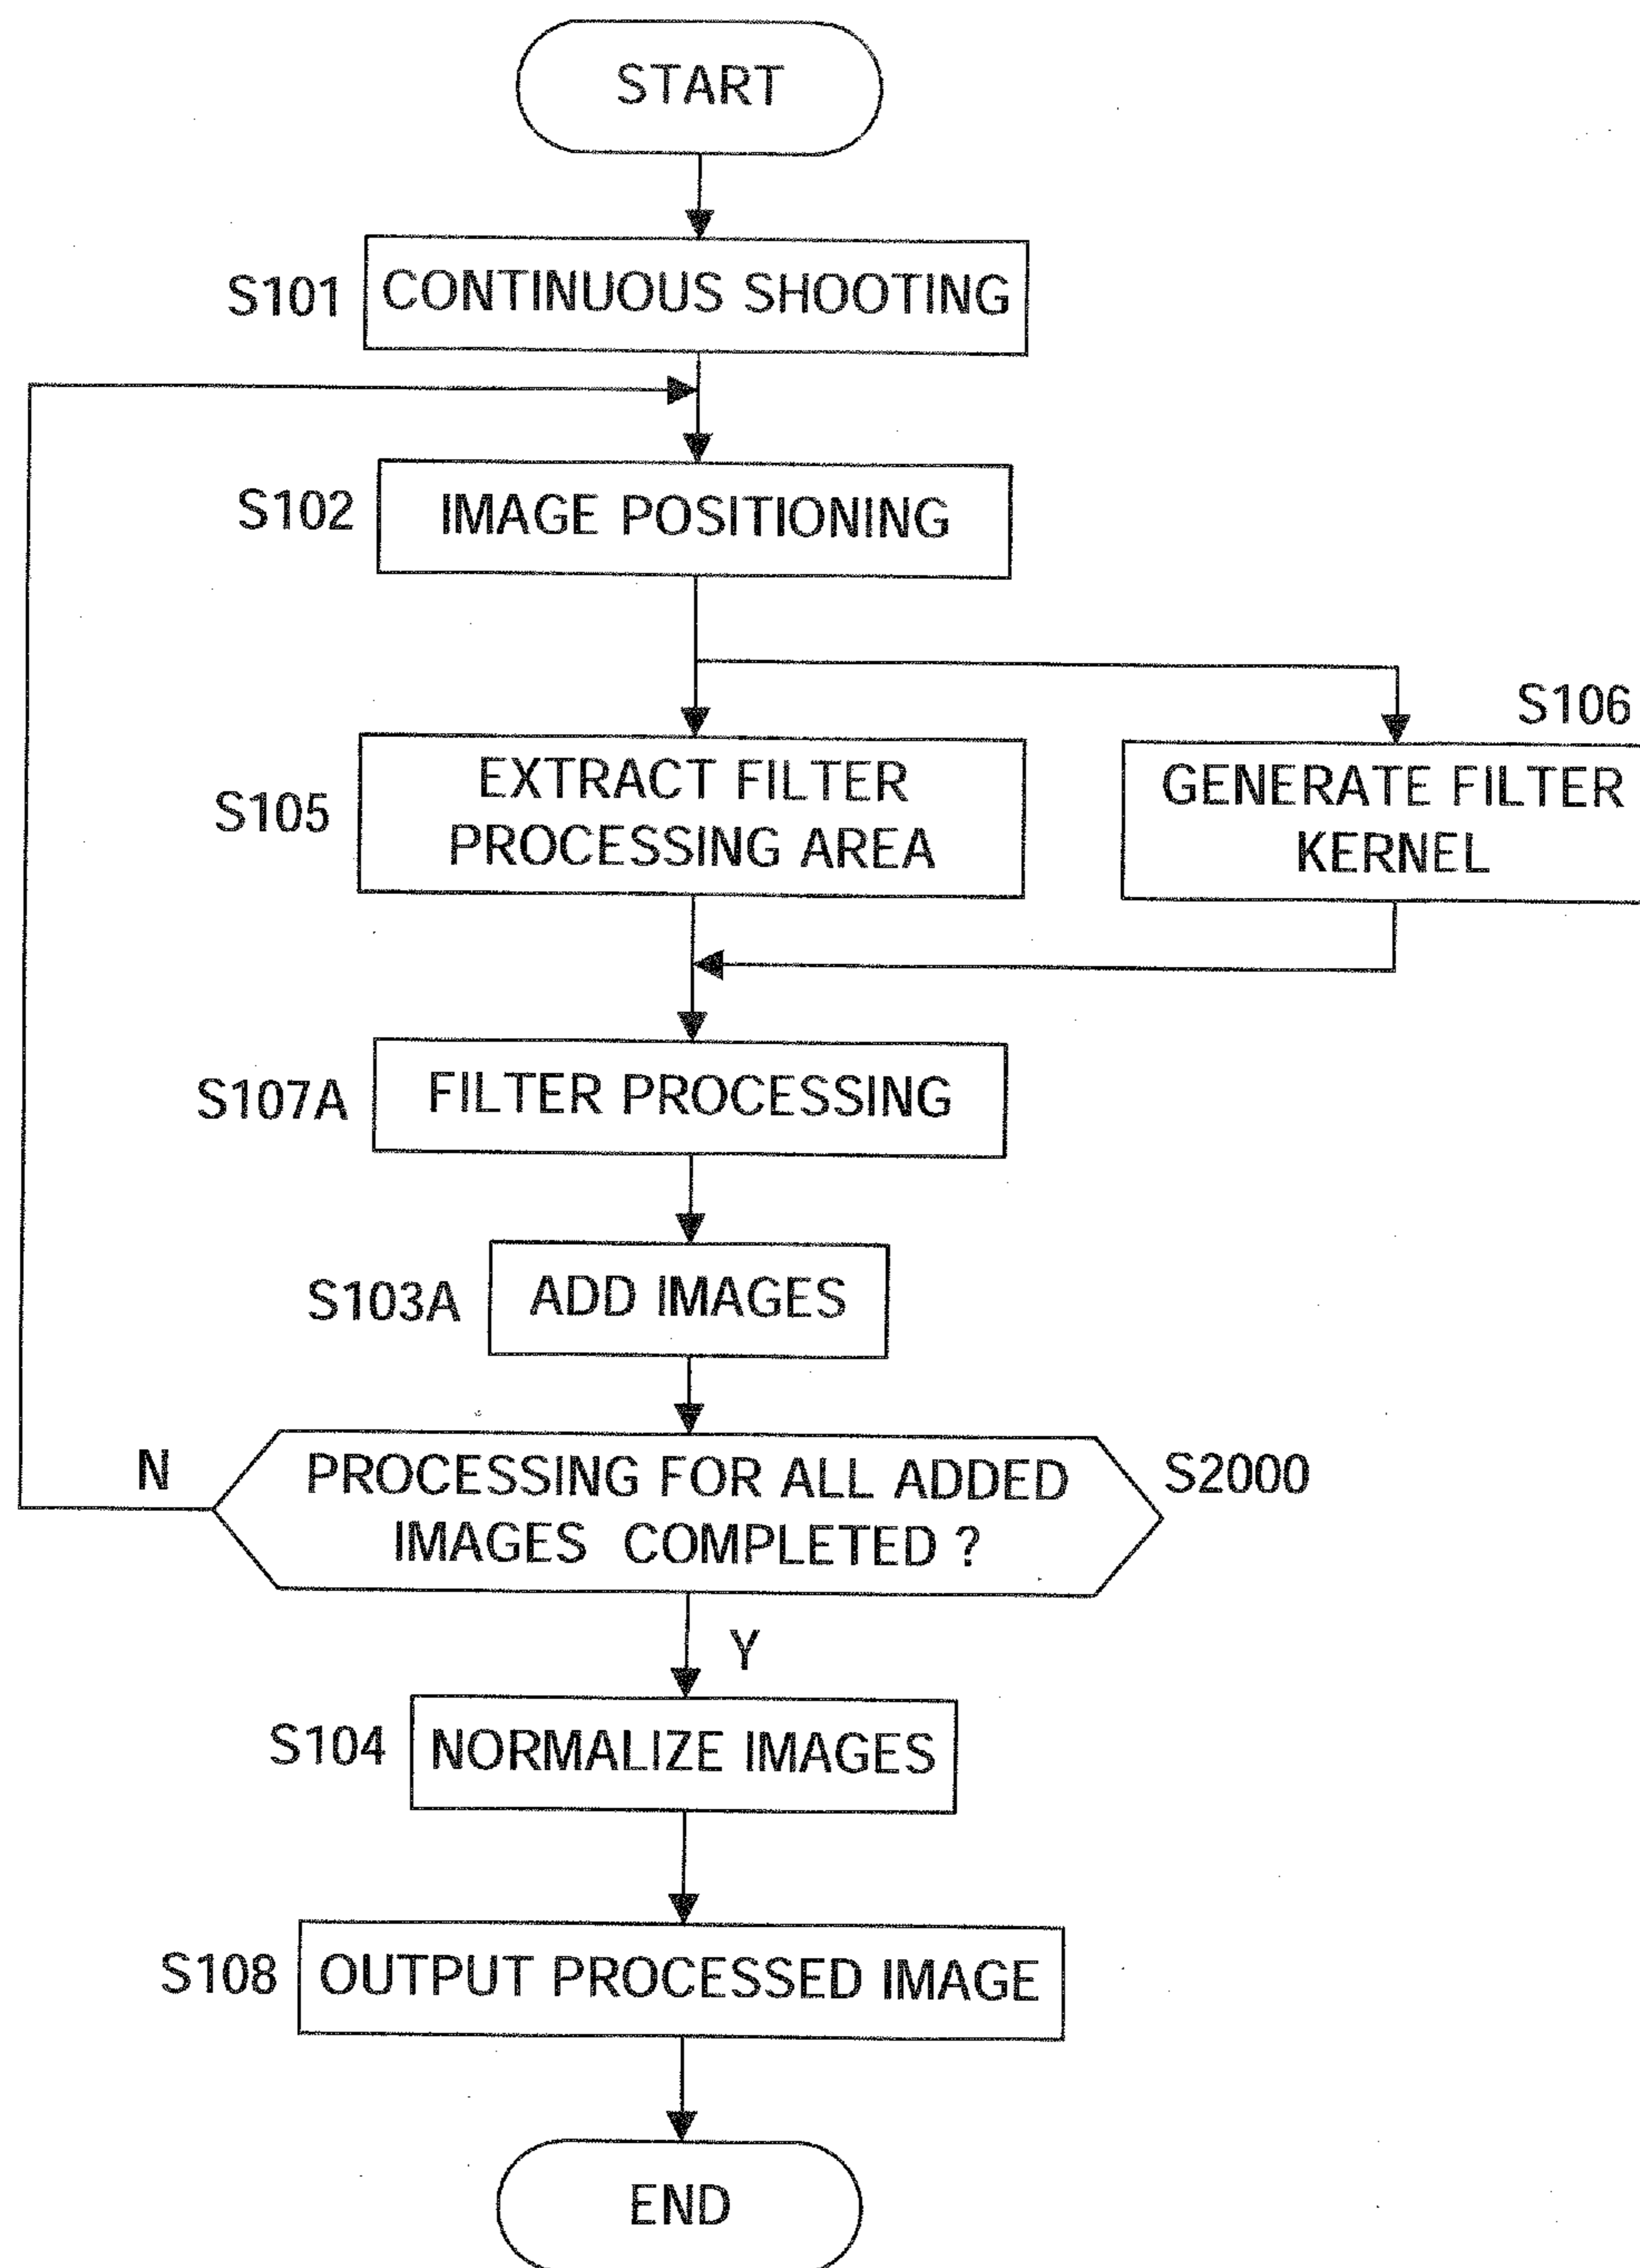 START
S101
CONTINUOUS SHOOTING
S102
IMAGE POSITIONING
S106
S105
EXTRACT FILTER
PROCESSING AREA
GENERATE FILTER
KERNEL
S107A
FILTER PROCESSING
S103A
ADD IMAGES
N
PROCESSING FOR ALL ADDED
IMAGES COMPLETED ?
S2000
Y
S104
NORMALIZE IMAGES
S108
OUTPUT PROCESSED IMAGE
END